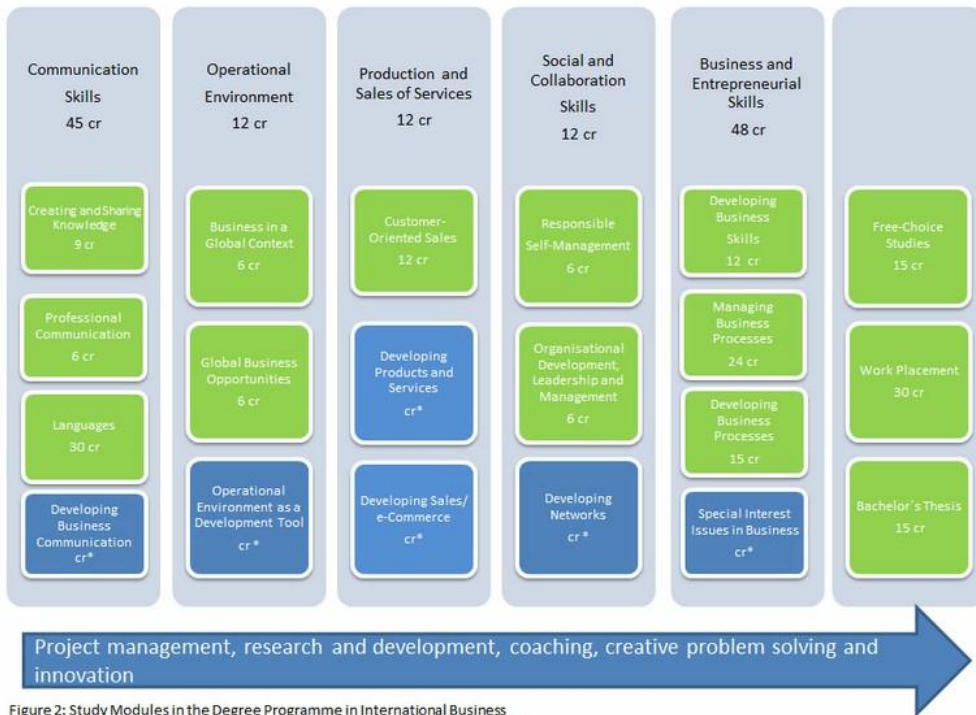 Communication
Skills
45 cr
Creating and Sharing
Knowledge
9 cr
Professional
Communication
6 cr
Languages
30 cr
Developing
Business
Communication
cr*
Operational
Environment
12 cr
Business in a
Global Context
6 cr
Global Business
Opportunities
6 cr
Operational
Environment as a
Development Tool
cr *
Production and
Sales of Services
12 cr
Customer-
Oriented Sales
12 cr
Developing
Products and
Services
cr*
Developing Sales/
e-Commerce
cr*
Social and
Collaboration
Skills
12 cr
Responsible
Self-Management
6 cr
Organisational
Development,
Leadership and
Management
6 cr
Developing
Networks
cr *
Business and
Entrepreneurial
Skills
48 cr
Developing
Business
Skills
12 cr
Managing
Business
Processes
24 cr
Developing
Business
Processes
15 cr
Special Interest
Issues in Business
cr*
Free-Choice
Studies
15 cr
Work Placement
30 cr
Bachelor´s Thesis
15 cr
Project management, research and development, coaching, creative problem solving and
innovation
Figure 2: Study Modules in the Degree Programme in International Business